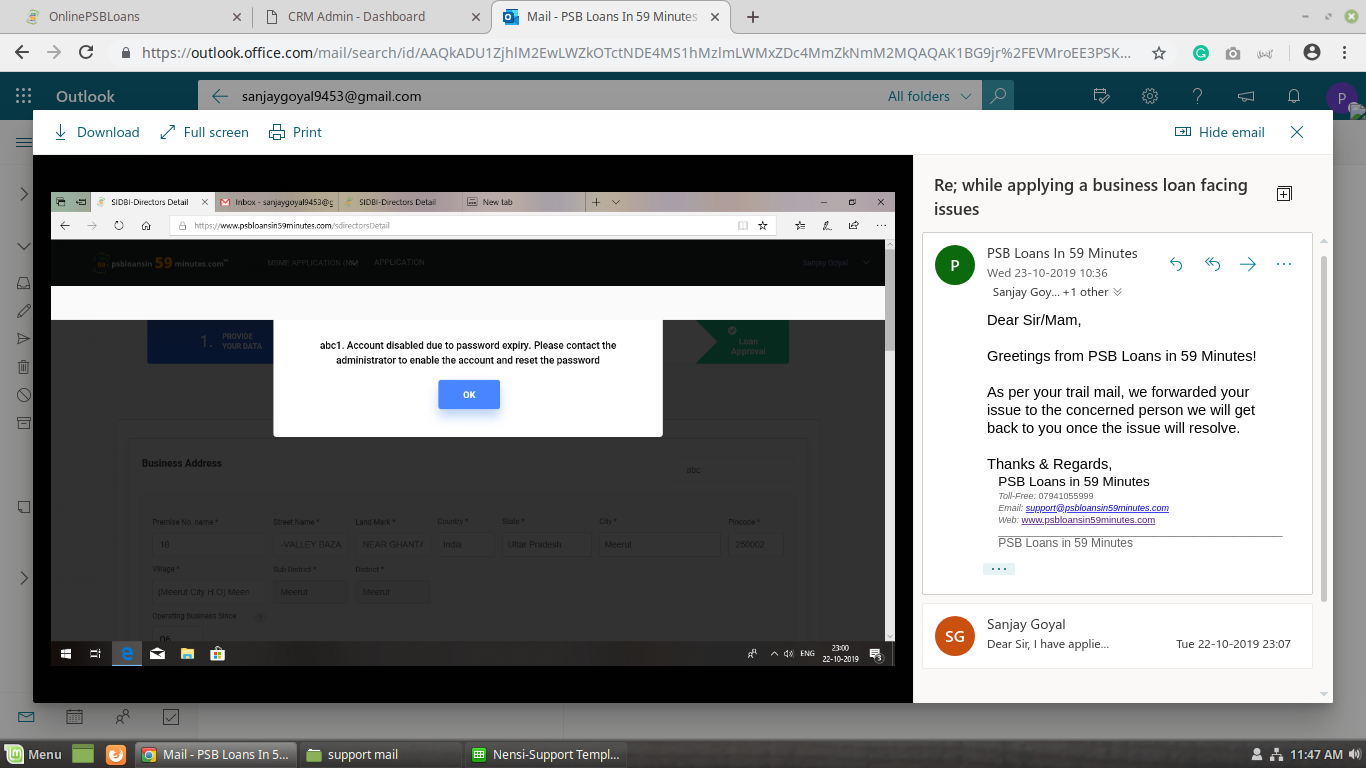 OnlinePSBLoans
CRM Admin - Dashboard
Mail - PSB Loans In 59 Minutes
https://outlook.office.com/mail/search/id/AAQkADU1ZjhlM2EwLWZkOTctNDE4MS1hMzlmLWMxZDc4MmZkNmM2MQAQAK1BG9jr%2FEVMroEE3PSK...
Outlook
sanjaygoyal9453@gmail.com
All folders
P
Download
Full screen
Print
Hide email
SIDBI-Directors Detail
Inbox - sanjaygoyal9453@g
SIDBI-Directors Detail
New tab
https://www.psbloansin59minutes.com/sdirectorsDetail
psbloansin 59 minutes.com
APPLICATION
Sanjay Goyal
1. PROVIDE
YOUR DATA
Loan
Approval
abc1. Account disabled due to password expiry. Please contact the
administrator to enable the account and reset the password
OK
Business Address
abc
Premise No. name *
Street Name *
Land Mark *
Country *
State *
City *
Pincode *
16
-VALLEY BAZA
NEAR GHANTA
India
Uttar Pradesh
Meerut
250002
Village *
Sub District *
District *
(Meerut City H.O) Meer
Meerut
Meerut
Operating Business Since
06
ENG
23:00
22-10-2019
3
Re; while applying a business loan facing
issues
P
PSB Loans In 59 Minutes
Wed 23-10-2019 10:36
Sanjay Goy... +1 other
Dear Sir/Mam,
Greetings from PSB Loans in 59 Minutes!
As per your trail mail, we forwarded your
issue to the concerned person we will get
back to you once the issue will resolve.
Thanks & Regards,
PSB Loans in 59 Minutes
Toll-Free: 07941055999
Email: support@psbloansin59minutes.com
Web: www.psbloansin59minutes.com
PSB Loans in 59 Minutes
SG
Sanjay Goyal
Dear Sir, I have applie...
Tue 22-10-2019 23:07
Menu
Mail - PSB Loans In 5...
support mail
Nensi-Support Templ...
11:47 AM